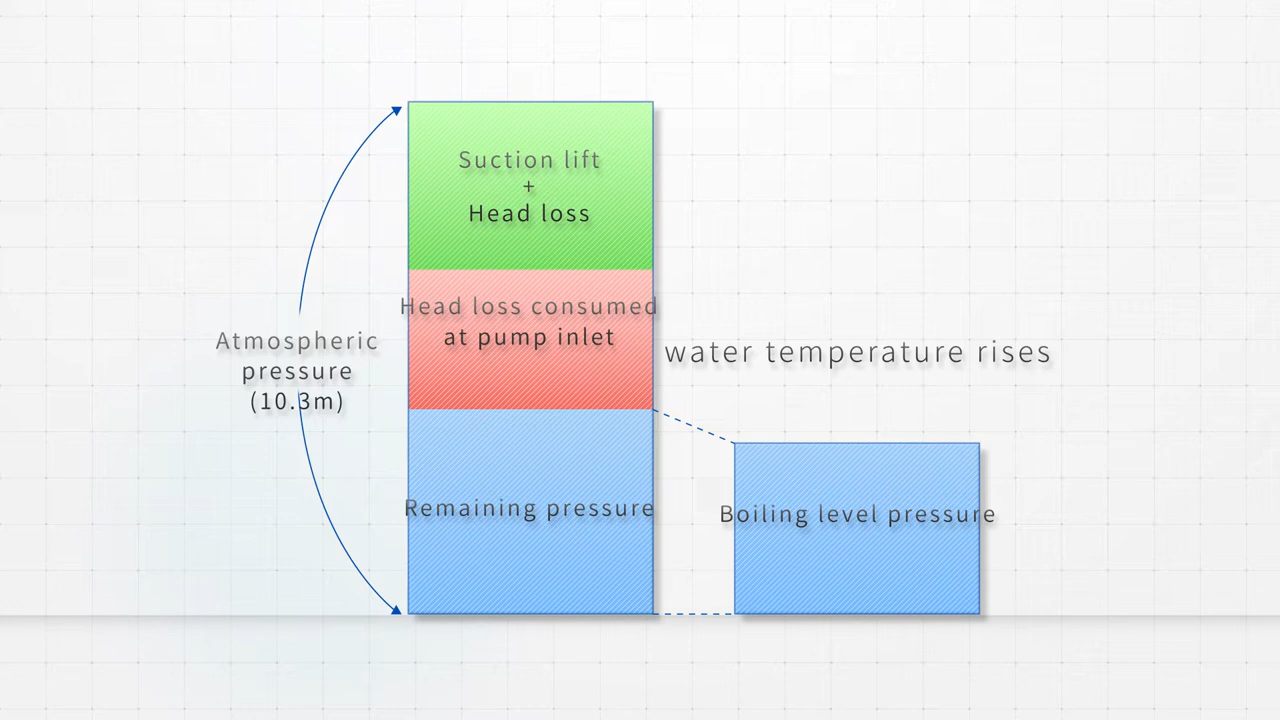 Suction lift
+
Head loss
Head loss consumed
at pump inlet
Atmospheric
pressure
(10.3m)
water temperature rises
Remaining pressure
Boiling level pressure